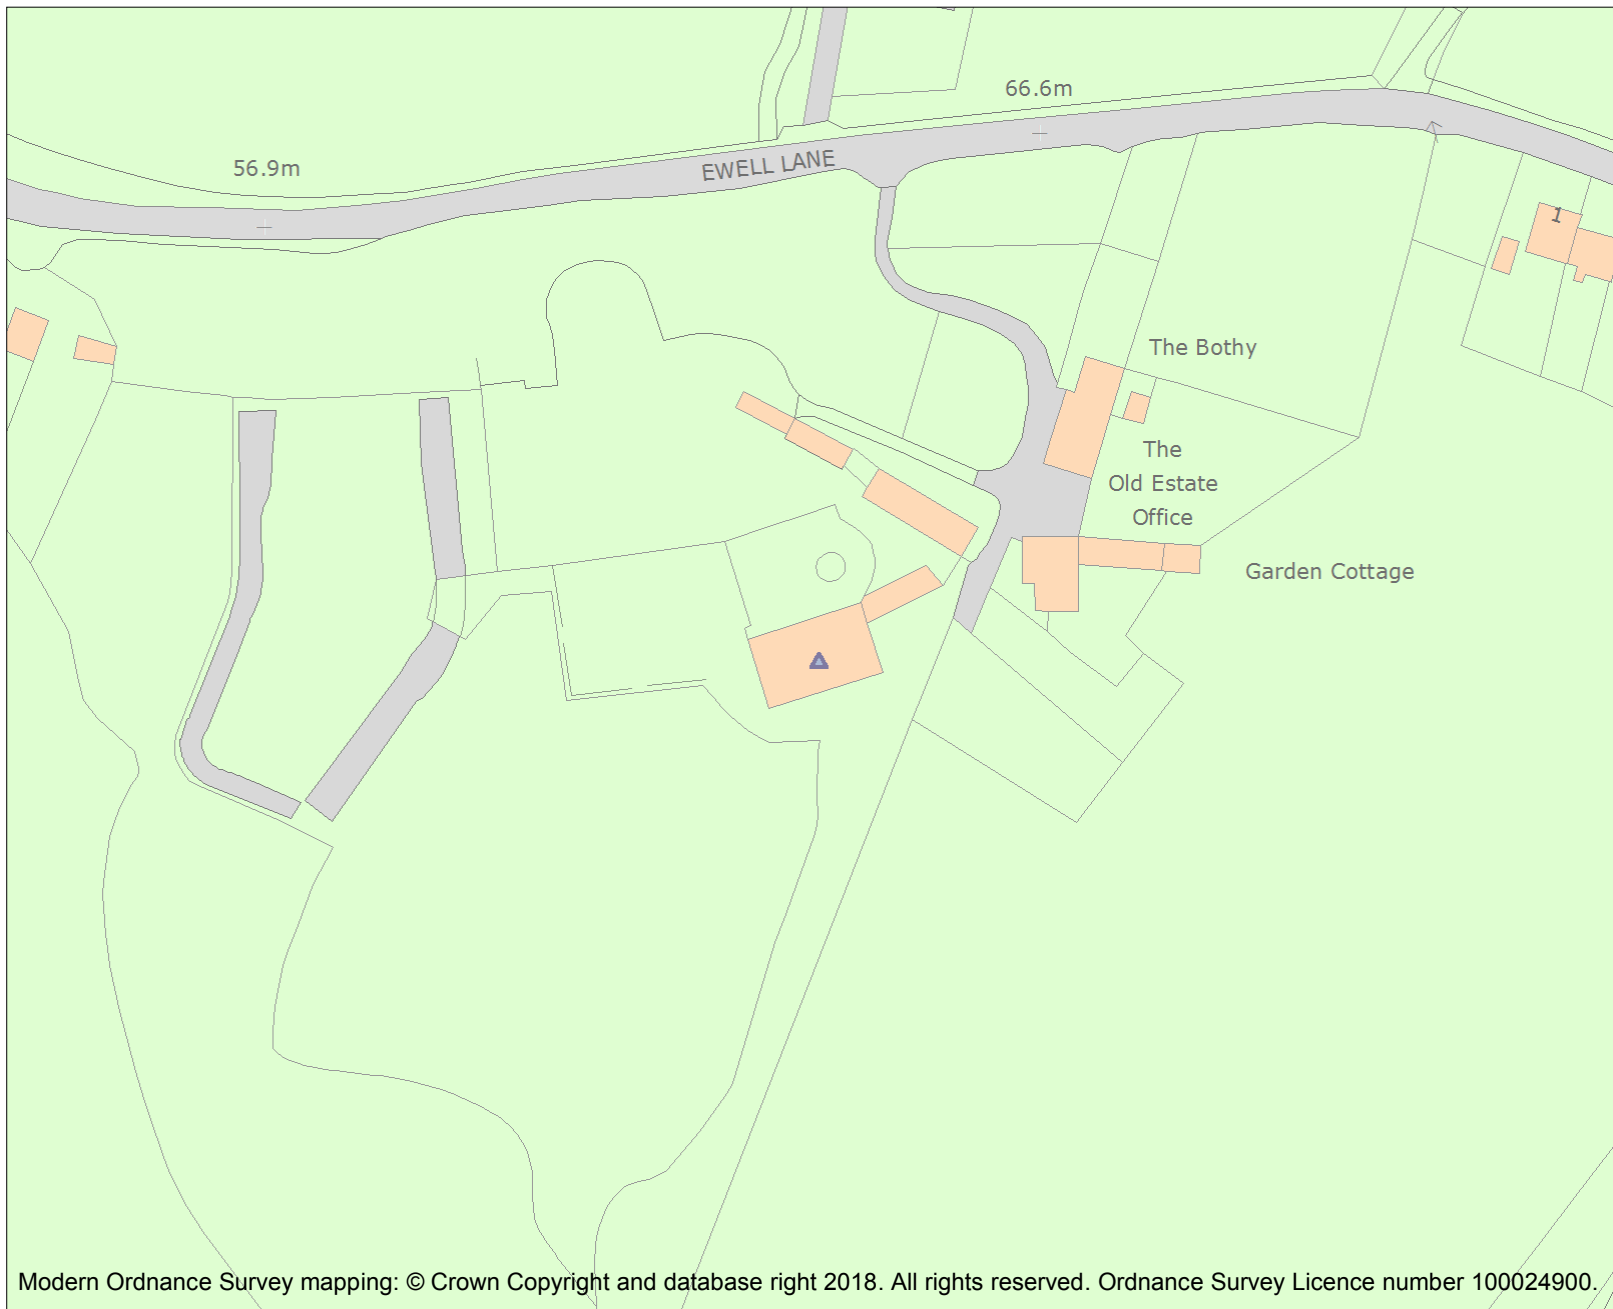 66.6m
EWELL LANE
56.9m
1
The Bothy
The
Old Estate
Office
Garden Cottage
Modern Ordnance Survey mapping: © Crown Copyright and database right 2018. All rights reserved. Ordnance Survey Licence number 100024900.